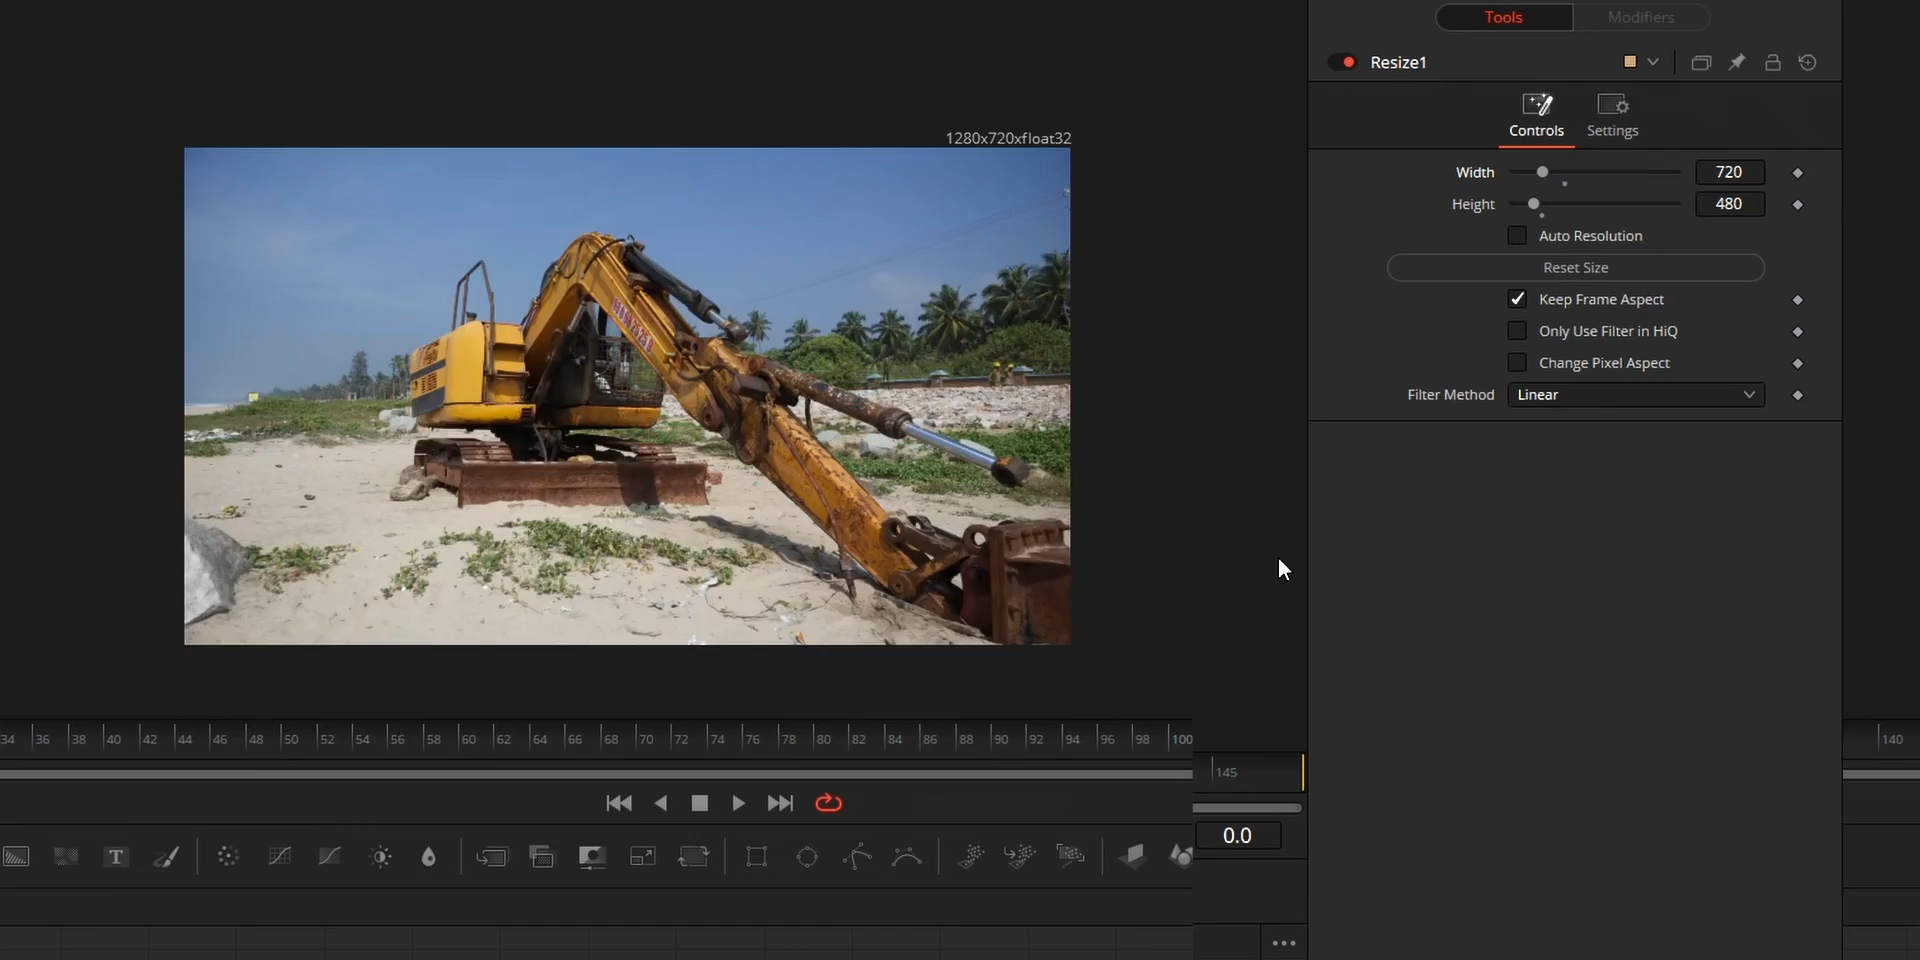 Tools Modifiers
Resize1
Controls Settings
1280x720xfloat32
Width 720
Height 480
Auto Resolution
Reset Size
Keep Frame Aspect
Only Use Filter in HiQ
Change Pixel Aspect
Filter Method Linear
34 36 38 40 42 44 46 48 50 52 54 56 58 60 62 64 66 68 70 72 74 76 78 80 82 84 86 88 90 92 94 96 98 100 140
145
0.0
T